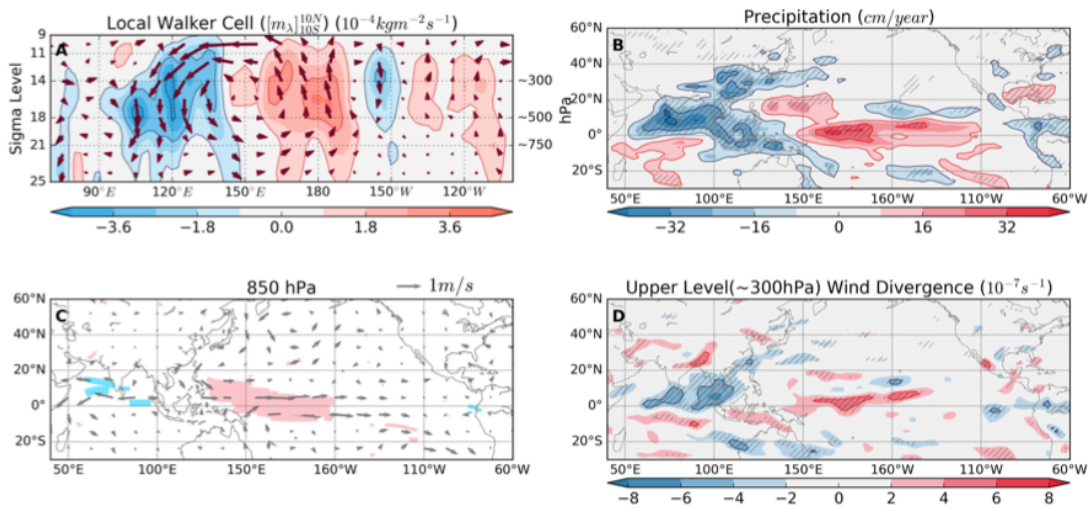 Local Walker Cell ([m_λ]^{10N}_{10S}) (10^{-4}kgm^{-2}s^{-1})
A
9
11
14
18
21
25
Sigma Level
~300
~500
~750
hPa
90°E 120°E 150°E 180° 150°W 120°W
−3.6 −1.8 0.0 1.8 3.6
Precipitation (cm/year)
B
60°N
40°N
20°N
0°
20°S
50°E 100°E 150°E 160°W 110°W 60°W
−32 −16 0 16 32
850 hPa
1m/s
C
60°N
40°N
20°N
0°
20°S
50°E 100°E 150°E 160°W 110°W 60°W
Upper Level(~300hPa) Wind Divergence (10^{-7}s^{-1})
D
60°N
40°N
20°N
0°
20°S
50°E 100°E 150°E 160°W 110°W 60°W
−8 −6 −4 −2 0 2 4 6 8